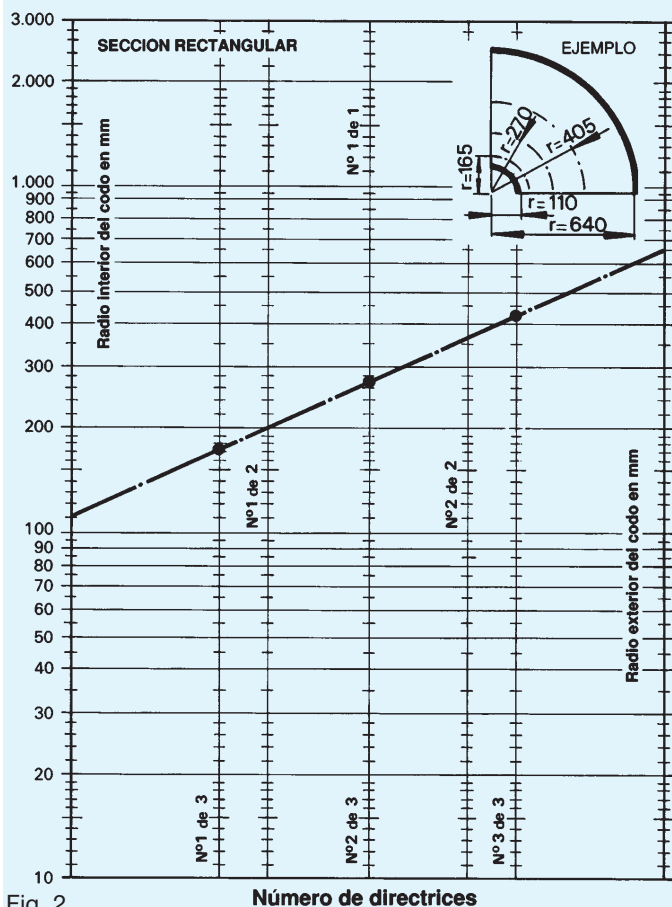 3.000
2.000
1.000
900
800
700
600
500
400
300
200
100
90
80
70
60
50
40
30
20
10
SECCION RECTANGULAR
EJEMPLO
r=165
r=270
r=405
r=110
r=640
Radio interior del codo en mm
Nº 1 de 1
Nº1 de 2
Nº2 de 2
Radio exterior del codo en mm
Nº1 de 3
Nº2 de 3
Nº3 de 3
Fig. 2
Número de directrices